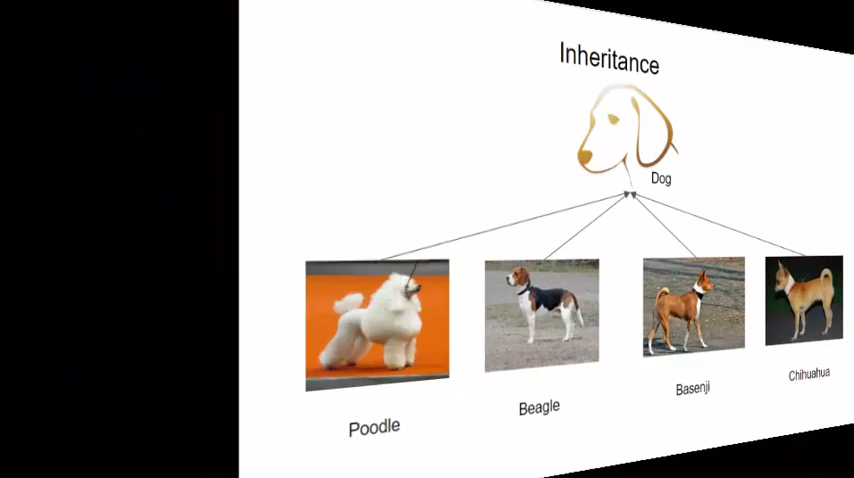 Inheritance
Dog
Poodle
Beagle
Basenji
Chihuahua